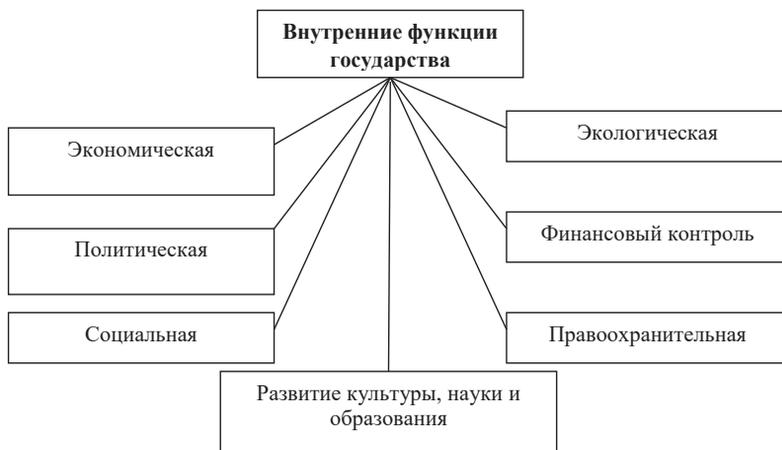 Внутренние функции
государства
Экономическая
Экологическая
Политическая
Финансовый контроль
Социальная
Правоохранительная
Развитие культуры, науки и
образования